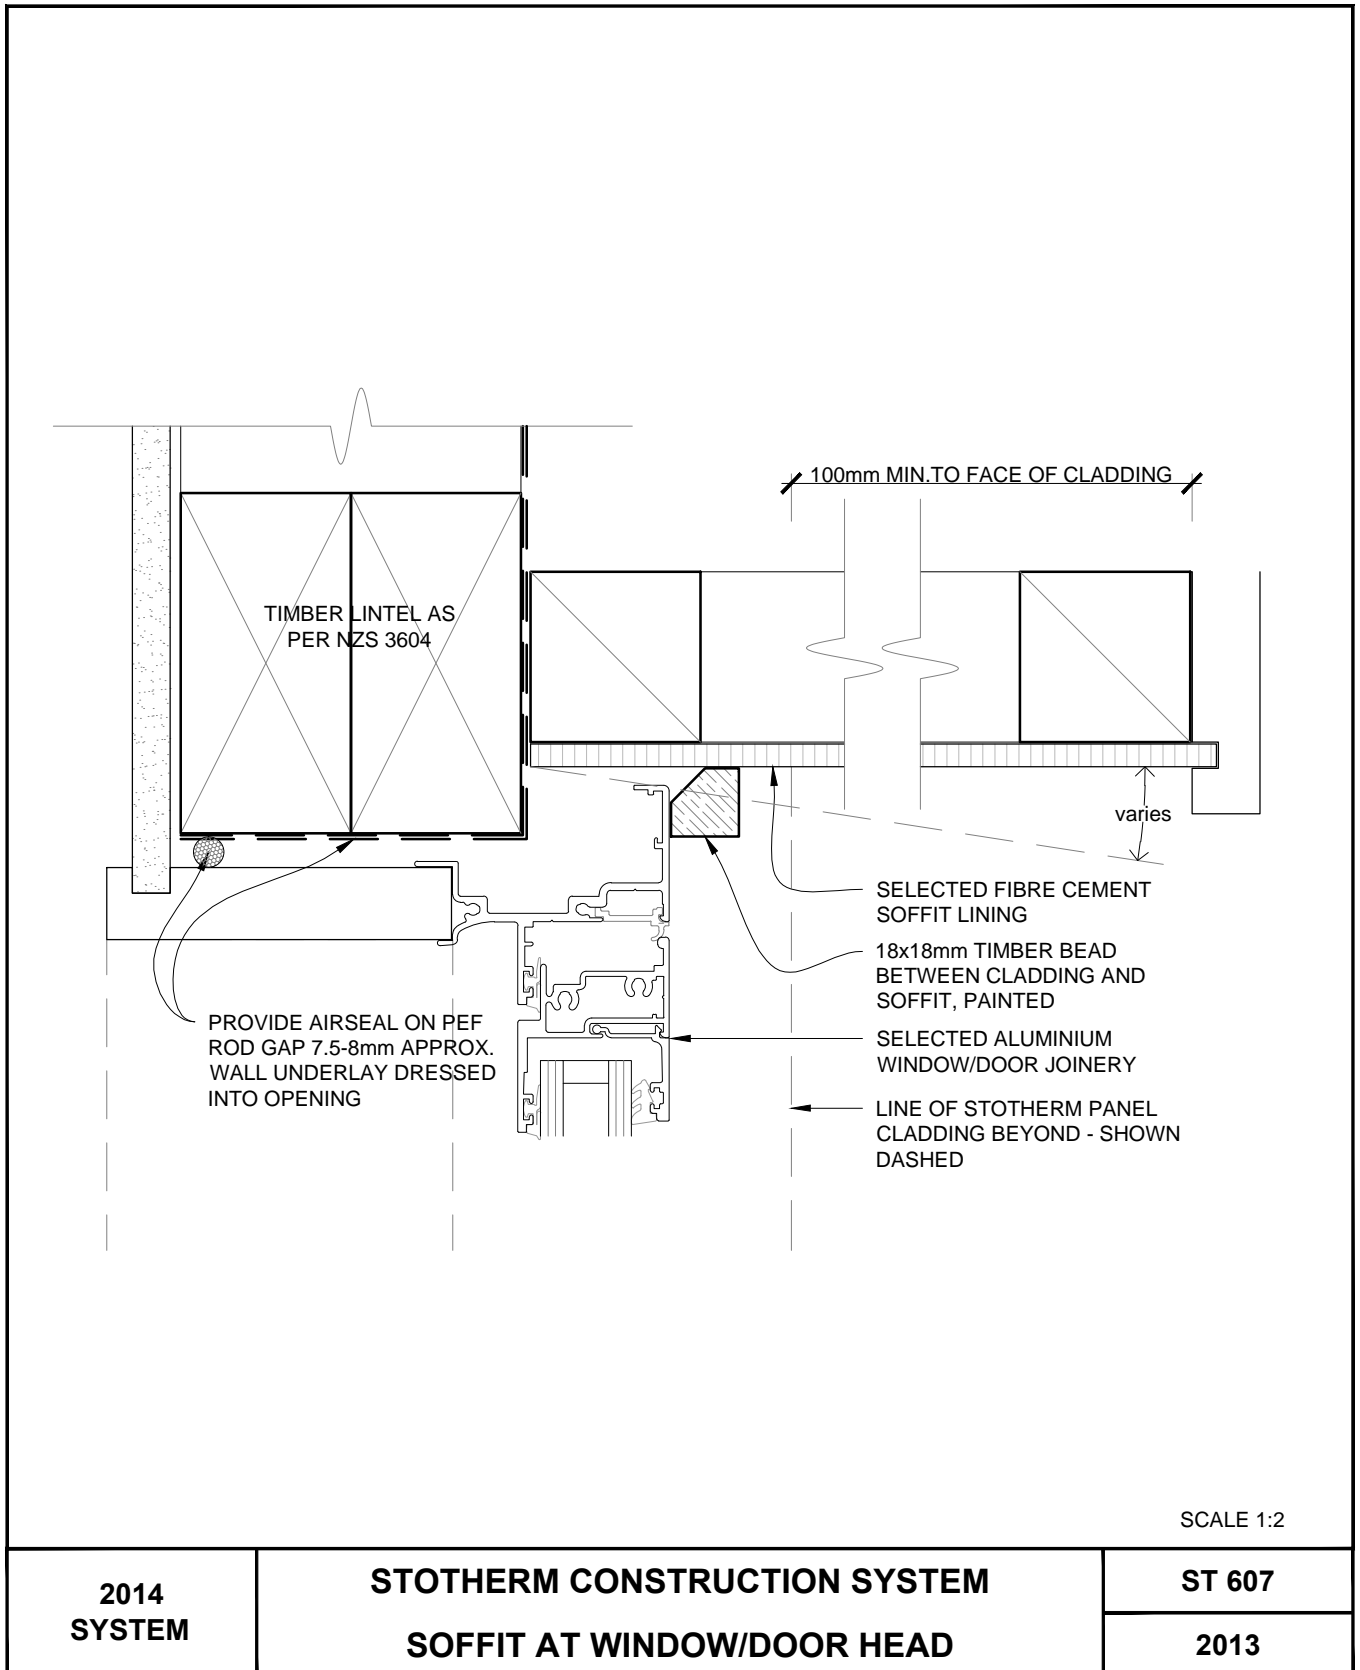 100mm MIN.TO FACE OF CLADDING
TIMBER LINTEL AS
PER NZS 3604
varies
SELECTED FIBRE CEMENT
SOFFIT LINING
18x18mm TIMBER BEAD
BETWEEN CLADDING AND
SOFFIT, PAINTED
PROVIDE AIRSEAL ON PEF
ROD GAP 7.5-8mm APPROX.
WALL UNDERLAY DRESSED
INTO OPENING
SELECTED ALUMINIUM
WINDOW/DOOR JOINERY
LINE OF STOTHERM PANEL
CLADDING BEYOND - SHOWN
DASHED
SCALE 1:2
2014
SYSTEM
STOTHERM CONSTRUCTION SYSTEM
SOFFIT AT WINDOW/DOOR HEAD
ST 607
2013